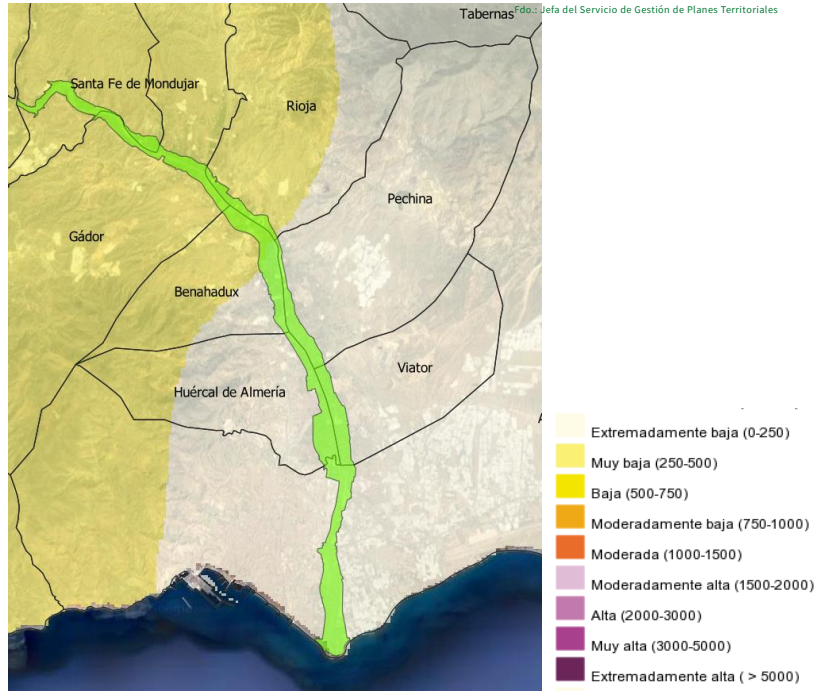 Tabernas
Fdo.: Jefa del Servicio de Gestión de Planes Territoriales
Santa Fe de Mondujar
Rioja
Pechina
Gádor
Benahadux
Viator
Huércal de Almería
Extremadamente baja (0-250)
Muy baja (250-500)
Baja (500-750)
Moderadamente baja (750-1000)
Moderada (1000-1500)
Moderadamente alta (1500-2000)
Alta (2000-3000)
Muy alta (3000-5000)
Extremadamente alta ( > 5000)